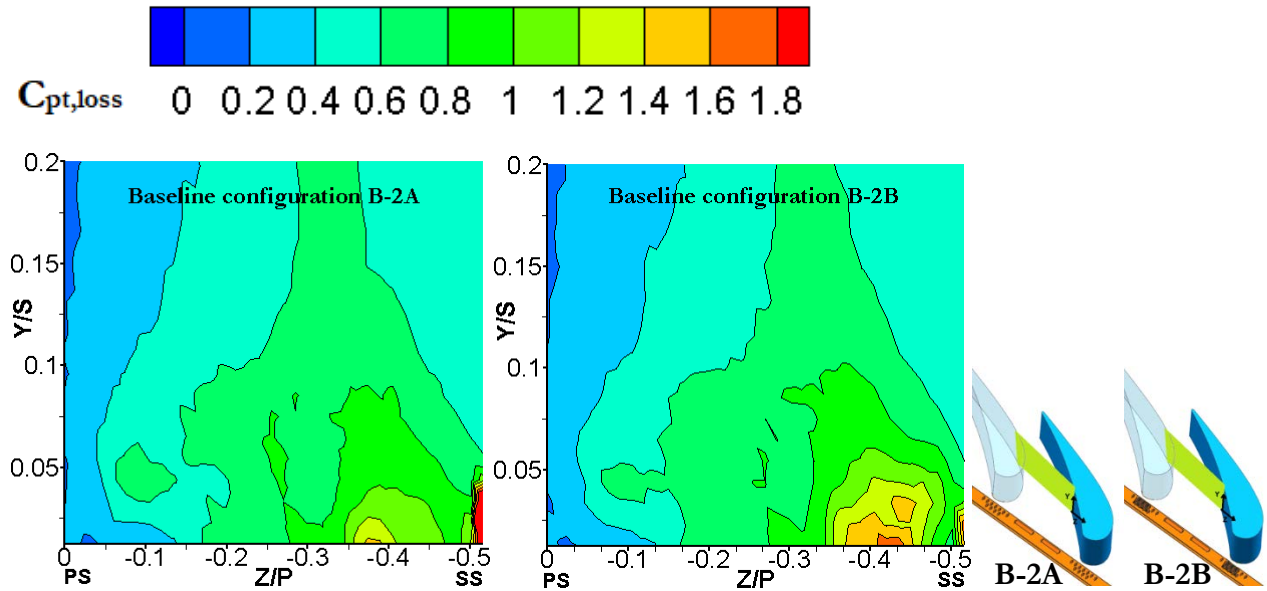 Cpt,loss 0 0.2 0.4 0.6 0.8 1 1.2 1.4 1.6 1.8
Baseline configuration B-2A
0.2
0.15
0.1
0.05
Y/S
0 -0.1 -0.2 -0.3 -0.4 -0.5
PS Z/P SS
Baseline configuration B-2B
0.2
0.15
0.1
0.05
Y/S
0 -0.1 -0.2 -0.3 -0.4 -0.5
PS Z/P SS
Y
Y
B-2A B-2B